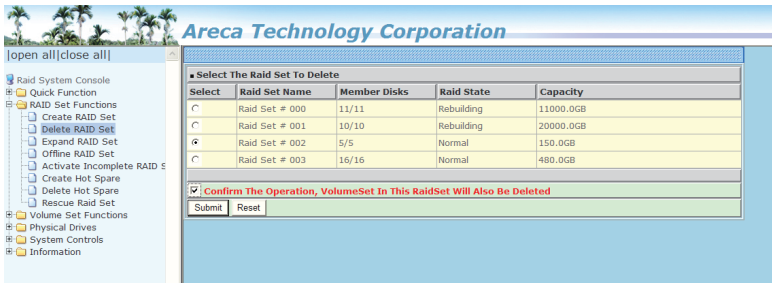 Areca Technology Corporation
|open all|close all|
Raid System Console
Quick Function
RAID Set Functions
Create RAID Set
Delete RAID Set
Expand RAID Set
Offline RAID Set
Activate Incomplete RAID S
Create Hot Spare
Delete Hot Spare
Rescue Raid Set
Volume Set Functions
Physical Drives
System Controls
Information
Select The Raid Set To Delete
Select Raid Set Name Member Disks Raid State Capacity
Raid Set # 000 11/11 Rebuilding 11000.0GB
Raid Set # 001 10/10 Rebuilding 20000.0GB
Raid Set # 002 5/5 Normal 150.0GB
Raid Set # 003 16/16 Normal 480.0GB
Confirm The Operation, VolumeSet In This RaidSet Will Also Be Deleted
Submit Reset